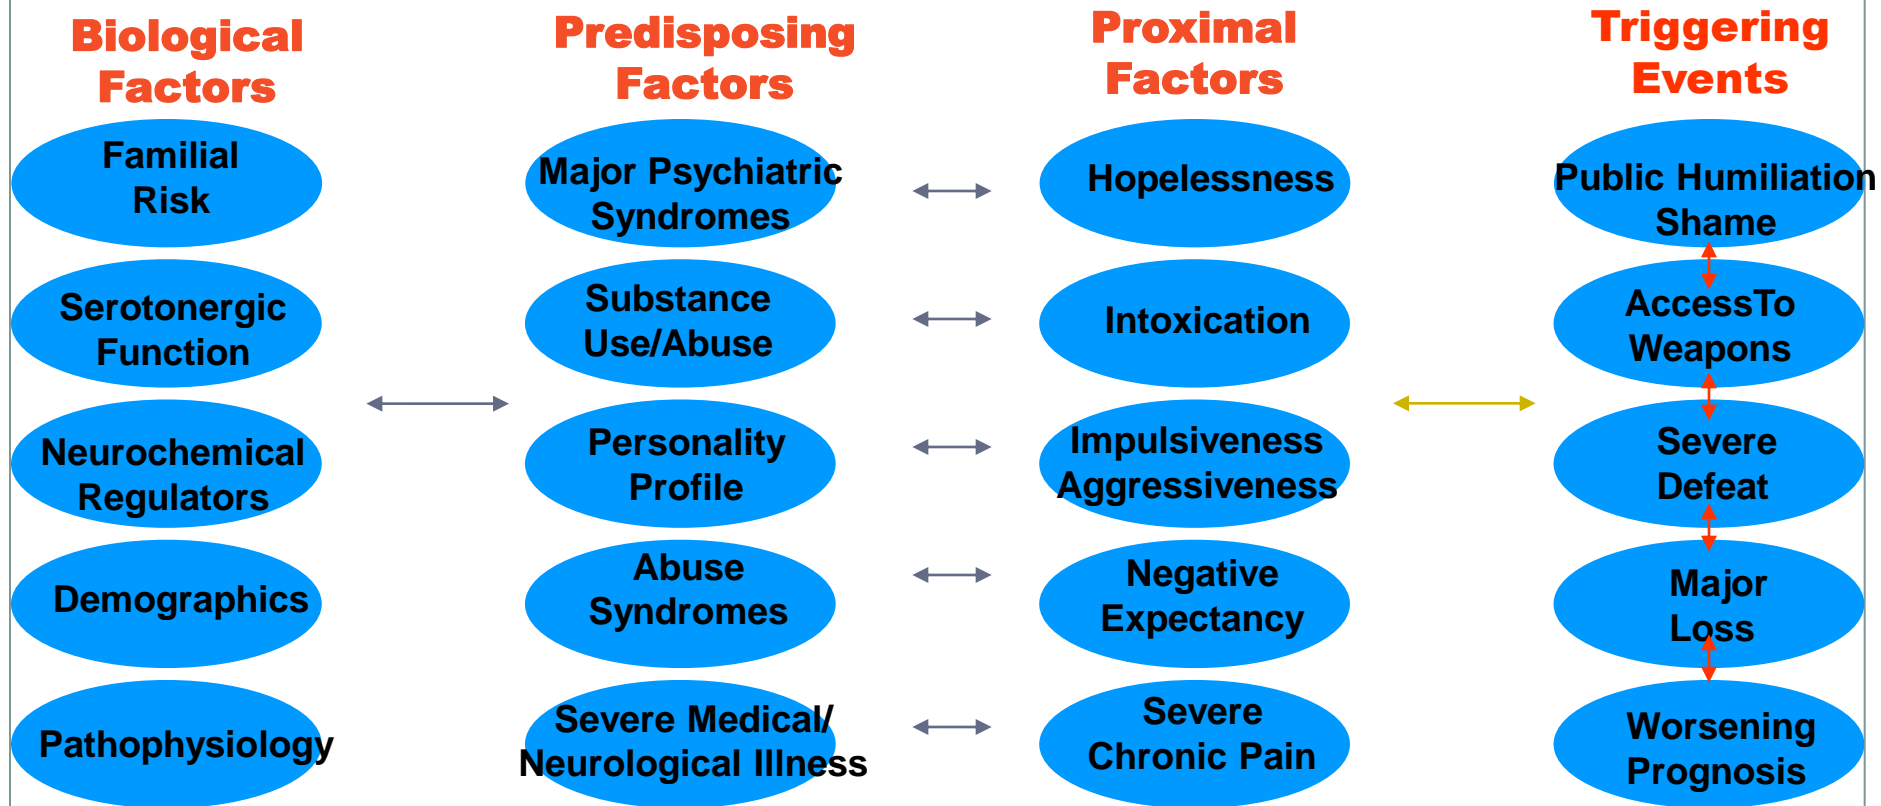 Biological
Factors
Predisposing
Factors
Proximal
Factors
Triggering
Events
Familial
Risk
Major Psychiatric
Syndromes
Hopelessness
Public Humiliation
Shame
Serotonergic
Function
Substance
Use/Abuse
Intoxication
AccessTo
Weapons
Neurochemical
Regulators
Personality
Profile
Impulsiveness
Aggressiveness
Severe
Defeat
Demographics
Abuse
Syndromes
Negative
Expectancy
Major
Loss
Pathophysiology
Severe Medical/
Neurological Illness
Severe
Chronic Pain
Worsening
Prognosis